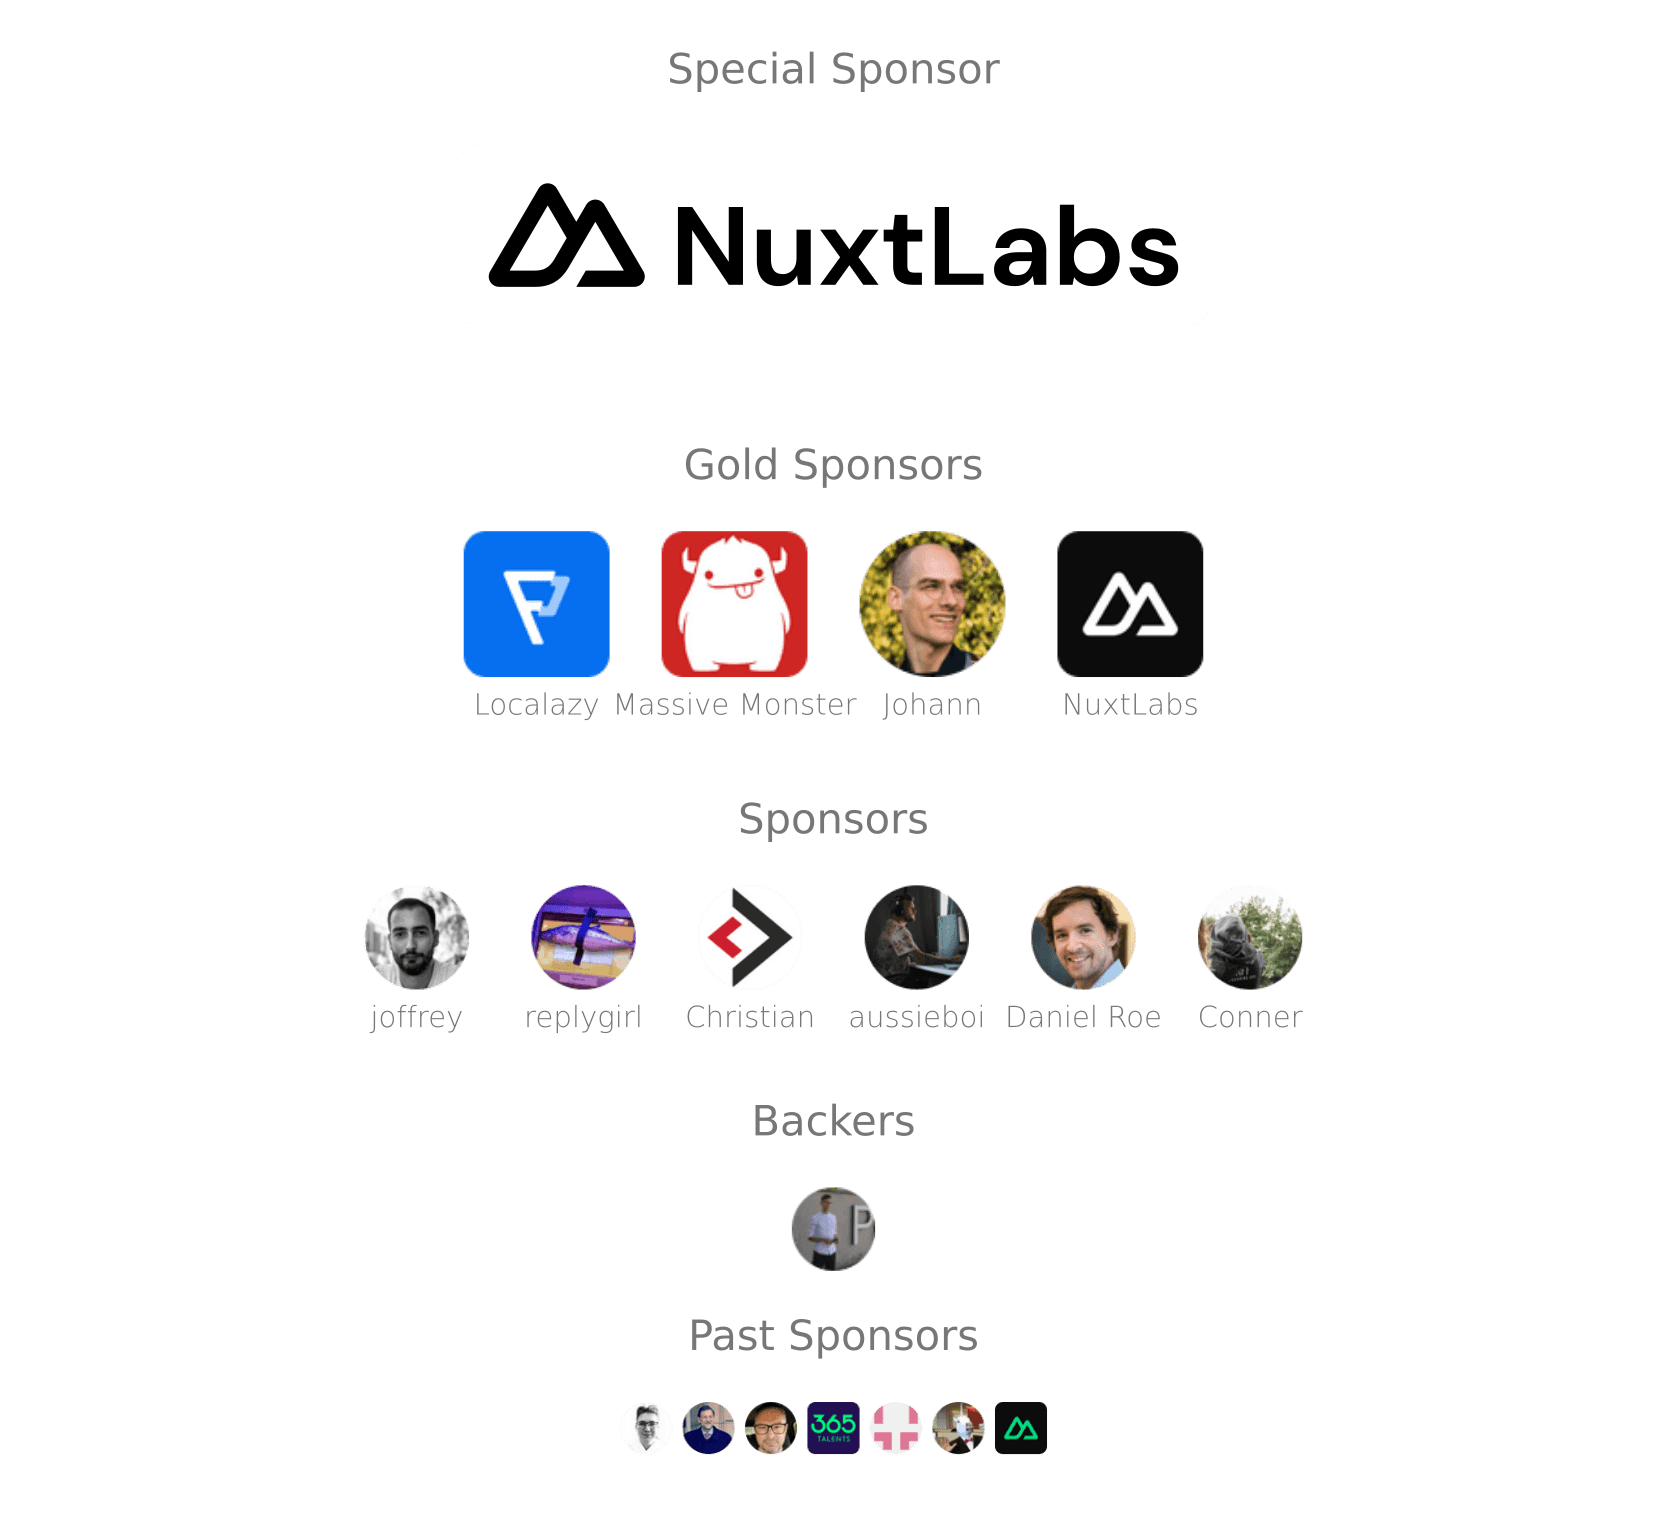 Special Sponsor
NuxtLabs
Gold Sponsors
Localazy Massive Monster Johann NuxtLabs
Sponsors
joffrey replygirl Christian aussieboi Daniel Roe Conner
Backers
P
Past Sponsors
365
TALENTS